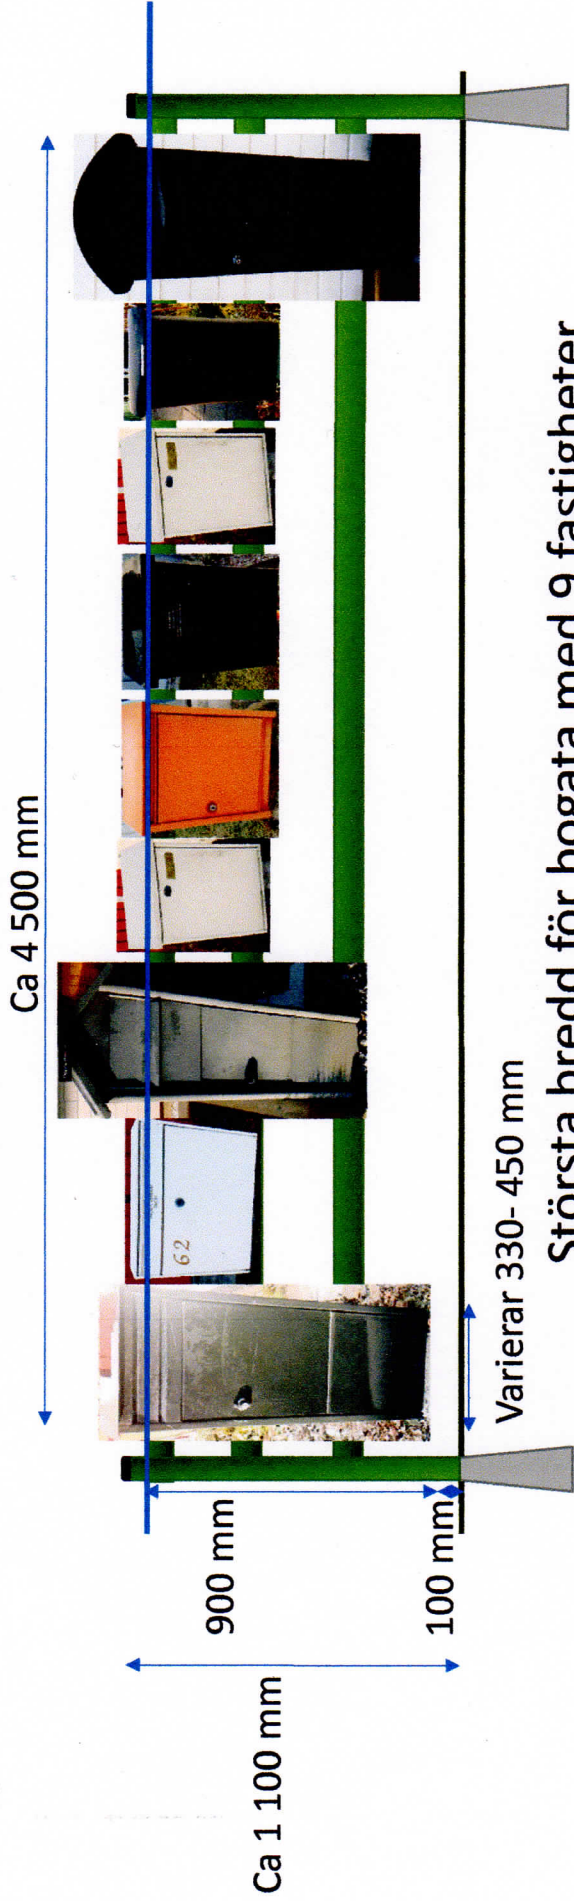 Ca 4 500 mm
900 mm
Ca 1 100 mm
62
100 mm
Varierar 330- 450 mm
Största bredd för bogata med 9 fastigheter